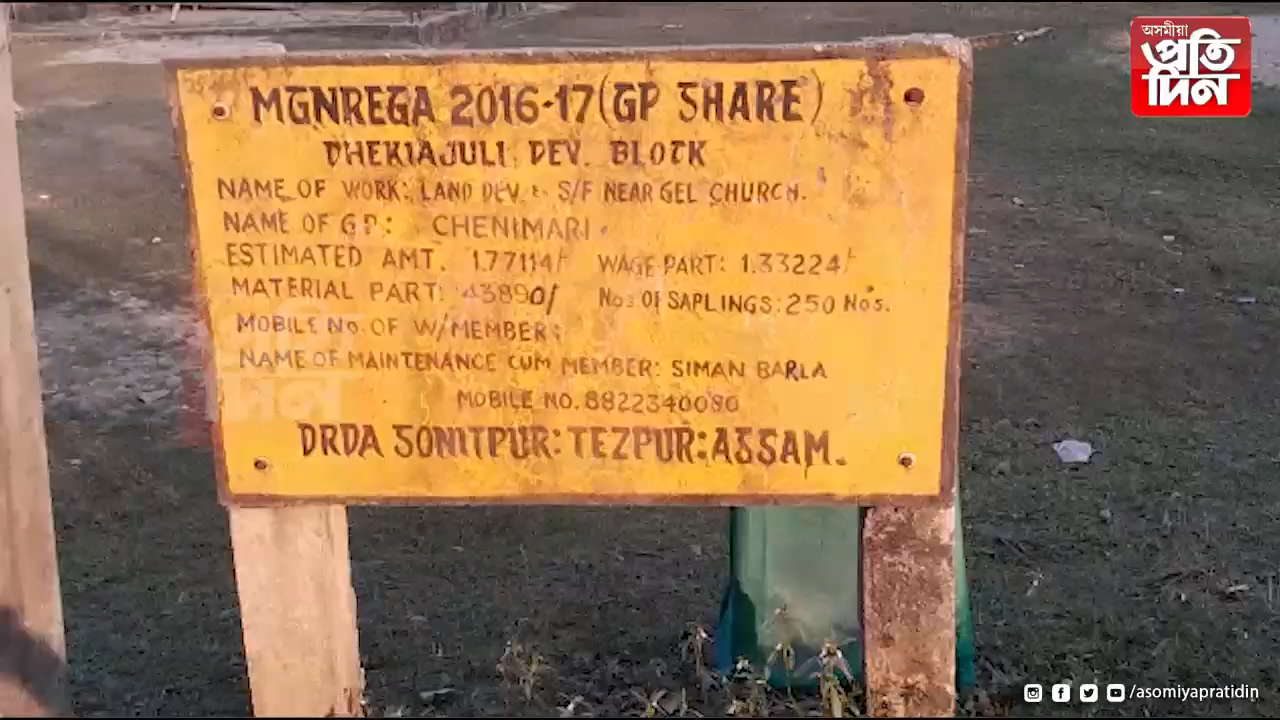 অসমীয়া
প্ৰতি
দিন
MGNREGA 2016-17(GP SHARE)
DHEKIAJULI DEV. BLOCK
NAME OF WORK: LAND DEV. & S/F NEAR GEL CHURCH.
NAME OF GP: CHENIMARI
ESTIMATED AMT. 1.77114/- WAGE PART: 1.33224/-
MATERIAL PART: 43890/ Nos OF SAPLINGS: 250 Nos.
MOBILE No. OF W/MEMBER:
NAME OF MAINTENANCE CUM MEMBER: SIMAN BARLA
MOBILE NO. 8822340080
DRDA SONITPUR: TEZPUR: ASSAM.
/asomiyapratidin